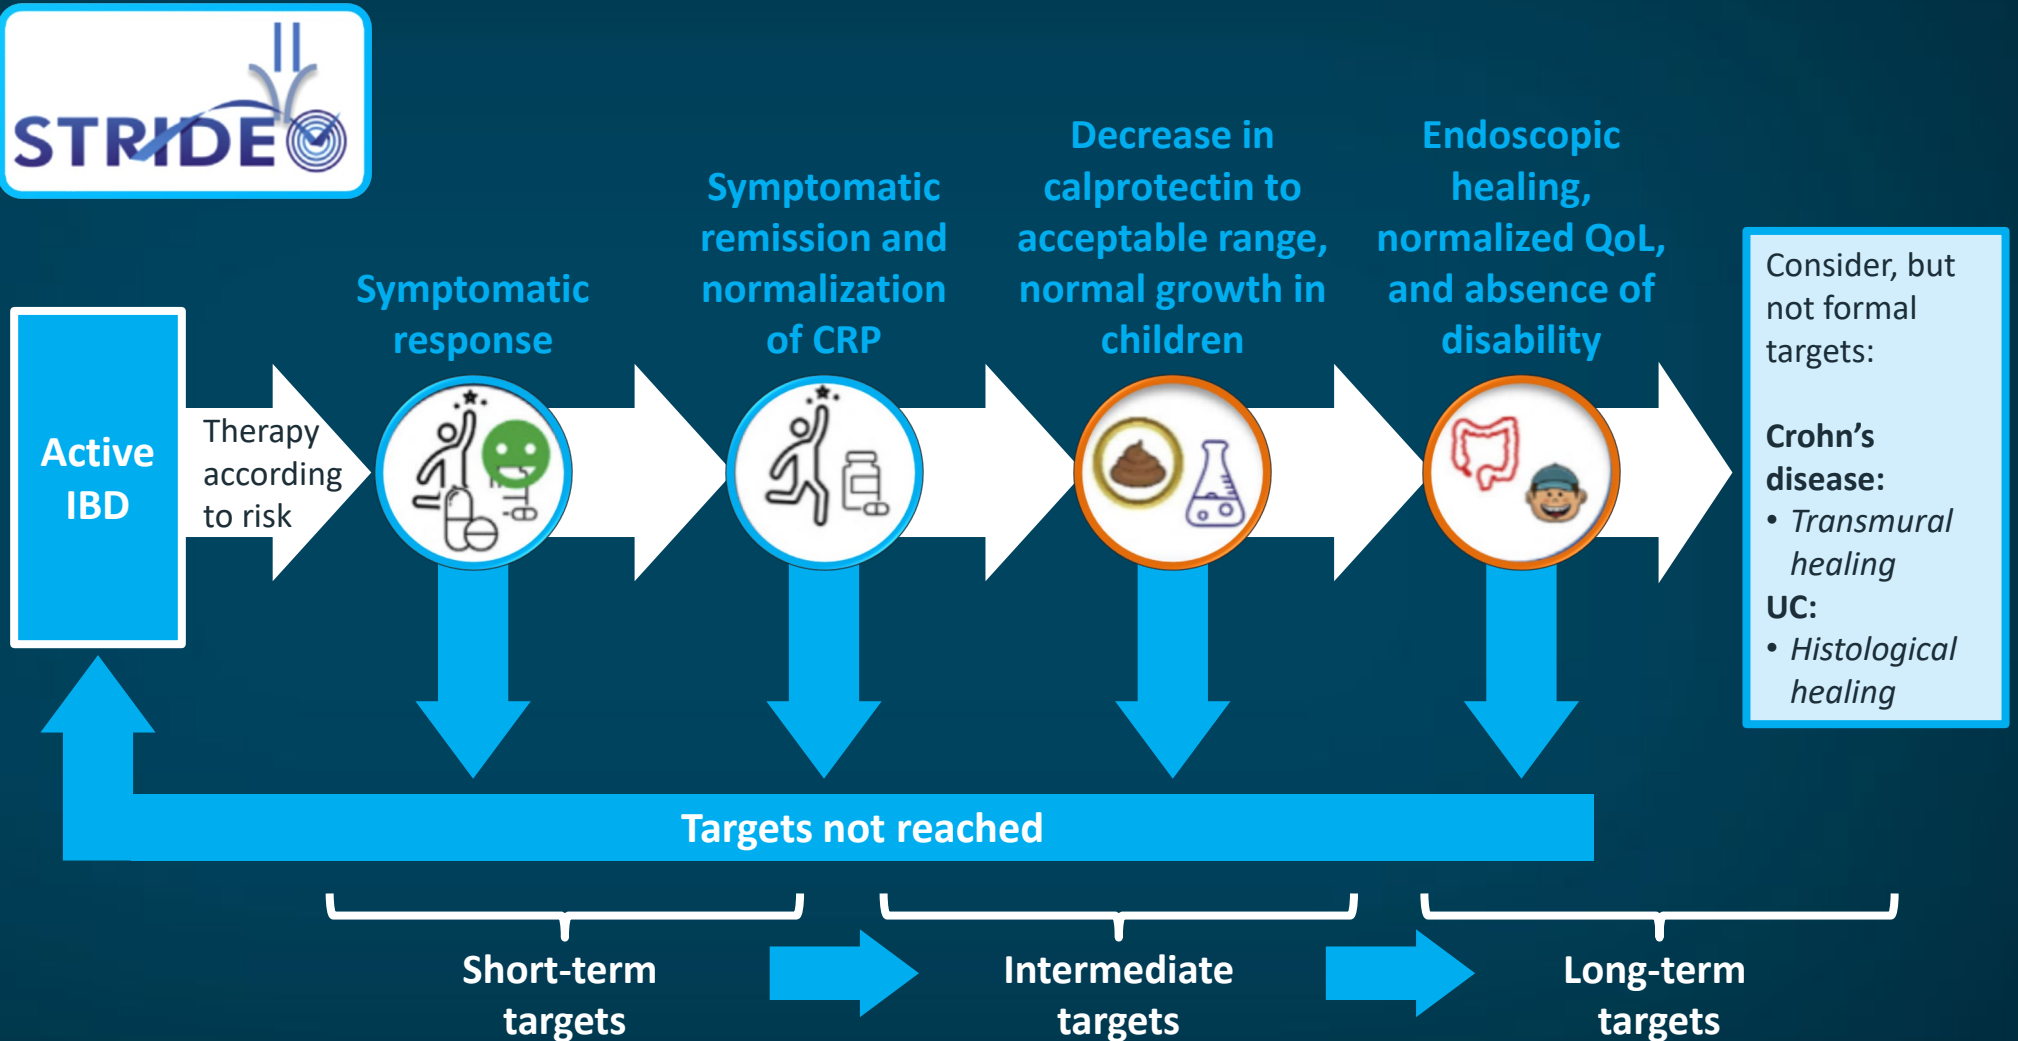 STRIDE
II
Active
IBD
Therapy
according
to risk
Symptomatic
response
Symptomatic
remission and
normalization
of CRP
Decrease in
calprotectin to
acceptable range,
normal growth in
children
Endoscopic
healing,
normalized QoL,
and absence of
disability
Consider, but
not formal
targets:
Crohn’s
disease:
• Transmural
healing
UC:
• Histological
healing
Targets not reached
Short-term
targets
Intermediate
targets
Long-term
targets